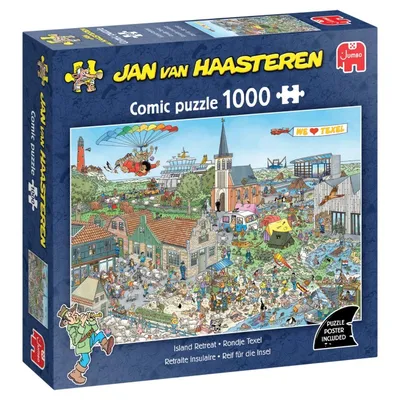 JAN VAN HAASTEREN
Jumbo
Comic puzzle 1000
WE ❤ TEXEL
JAN VAN HAASTEREN
Comic puzzle 1000
PUZZLE
POSTER
INCLUDED
Island Retreat • Rondje Texel
Retraite insulaire • Reif für die Insel